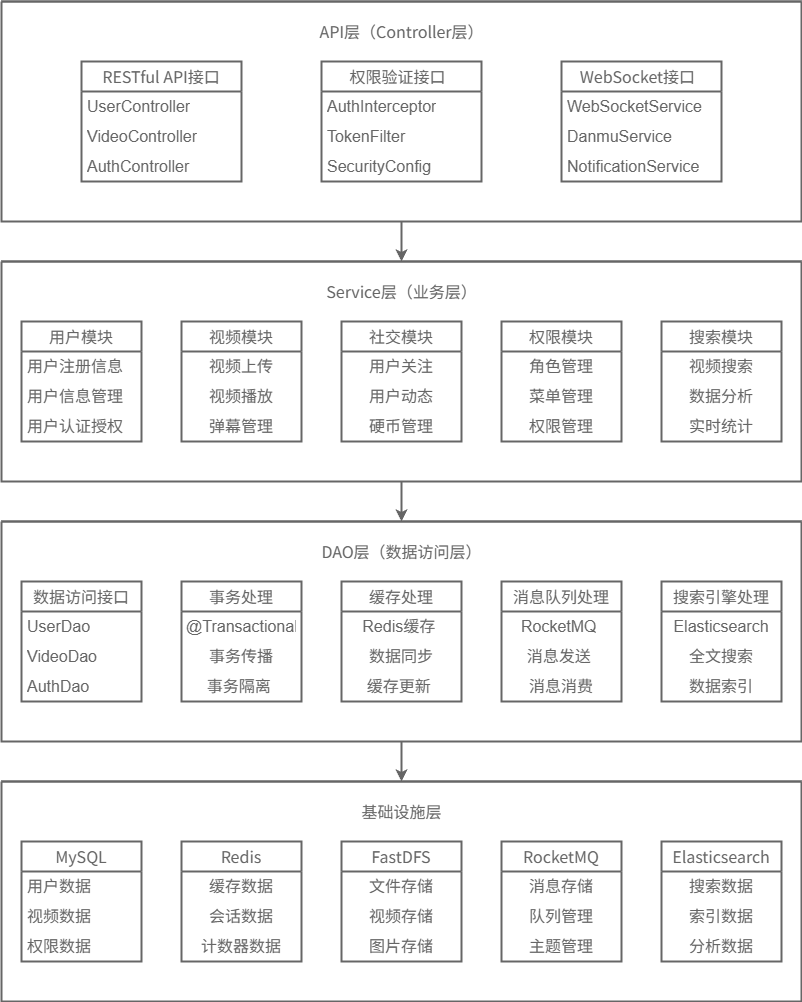 API层（Controller层）
RESTful API接口
UserController
VideoController
AuthController
权限验证接口
AuthInterceptor
TokenFilter
SecurityConfig
WebSocket接口
WebSocketService
DanmuService
NotificationService
Service层（业务层）
用户模块
用户注册信息
用户信息管理
用户认证授权
视频模块
视频上传
视频播放
弹幕管理
社交模块
用户关注
用户动态
硬币管理
权限模块
角色管理
菜单管理
权限管理
搜索模块
视频搜索
数据分析
实时统计
DAO层（数据访问层）
数据访问接口
UserDao
VideoDao
AuthDao
事务处理
@Transactional
事务传播
事务隔离
缓存处理
Redis缓存
数据同步
缓存更新
消息队列处理
RocketMQ
消息发送
消息消费
搜索引擎处理
Elasticsearch
全文搜索
数据索引
基础设施层
MySQL
用户数据
视频数据
权限数据
Redis
缓存数据
会话数据
计数器数据
FastDFS
文件存储
视频存储
图片存储
RocketMQ
消息存储
队列管理
主题管理
Elasticsearch
搜索数据
索引数据
分析数据